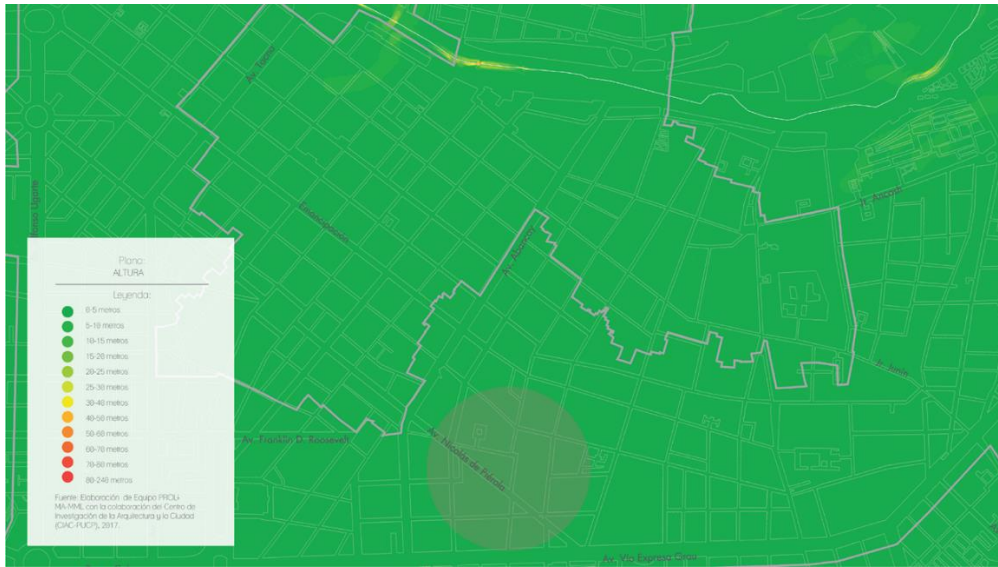 Av. Tacna
Emancipación
Av. Abancay
Jr. Ancash
Jr. Junín
Av. Franklin D. Roosevelt
Av. Nicolás de Piérola
Av. Vía Expresa Grau
Plano:
ALTURA
Leyenda:
0-5 metros
5-10 metros
10-15 metros
15-20 metros
20-25 metros
25-30 metros
30-40 metros
40-50 metros
50-60 metros
60-70 metros
70-80 metros
80-240 metros
Fuente: Elaboración de Equipo PROLI-
MA-MML con la colaboración del Centro de
Investigación de la Arquitectura y la Ciudad
(CIAC-PUCP), 2017.